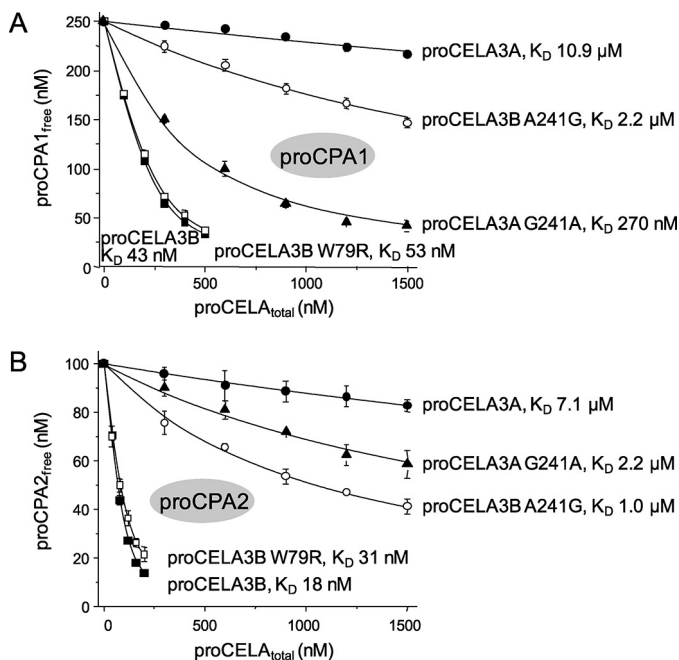 A
250
200
150
100
50
0
proCPA1free (nM)
proCELA3A, KD 10.9 µM
proCELA3B A241G, KD 2.2 µM
proCPA1
proCELA3A G241A, KD 270 nM
proCELA3B
KD 43 nM
proCELA3B W79R, KD 53 nM
0 500 1000 1500
proCELAtotal (nM)
B
100
80
60
40
20
0
proCPA2free (nM)
proCELA3A, KD 7.1 µM
proCELA3A G241A, KD 2.2 µM
proCELA3B A241G, KD 1.0 µM
proCPA2
proCELA3B W79R, KD 31 nM
proCELA3B, KD 18 nM
0 500 1000 1500
proCELAtotal (nM)